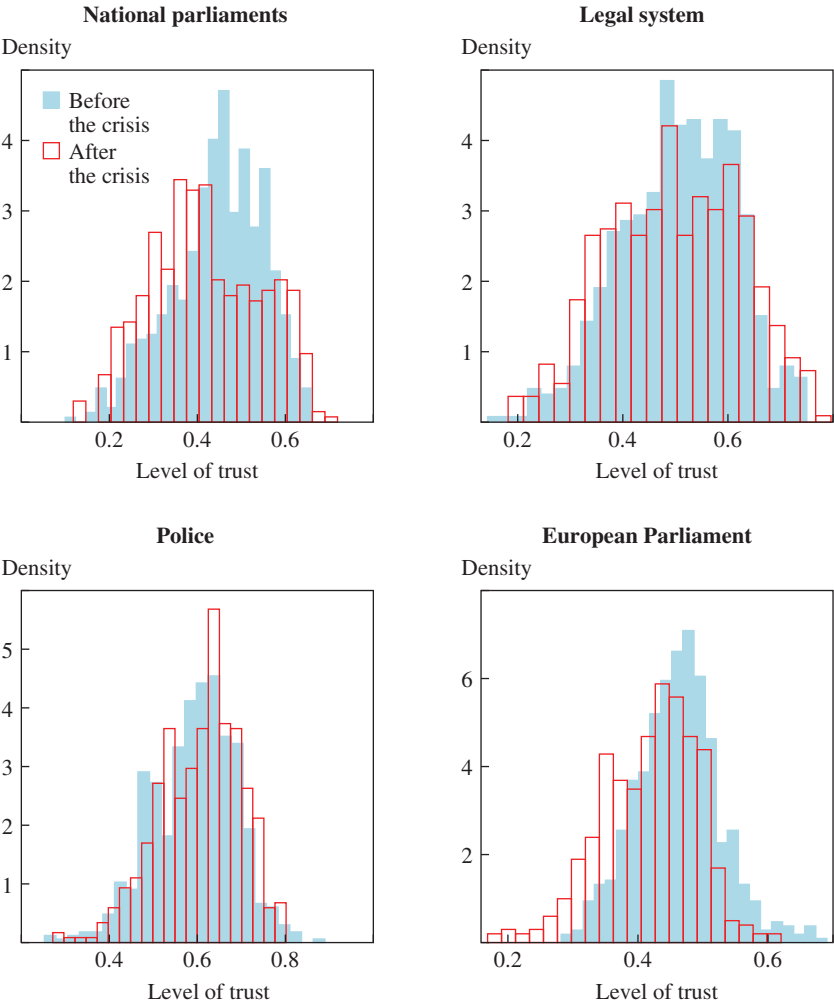 National parliaments
Density
Before
the crisis
After
the crisis
4
3
2
1
0.2 0.4 0.6
Level of trust
Legal system
Density
4
3
2
1
0.2 0.4 0.6
Level of trust
Police
Density
5
4
3
2
1
0.4 0.6 0.8
Level of trust
European Parliament
Density
6
4
2
0.2 0.4 0.6
Level of trust